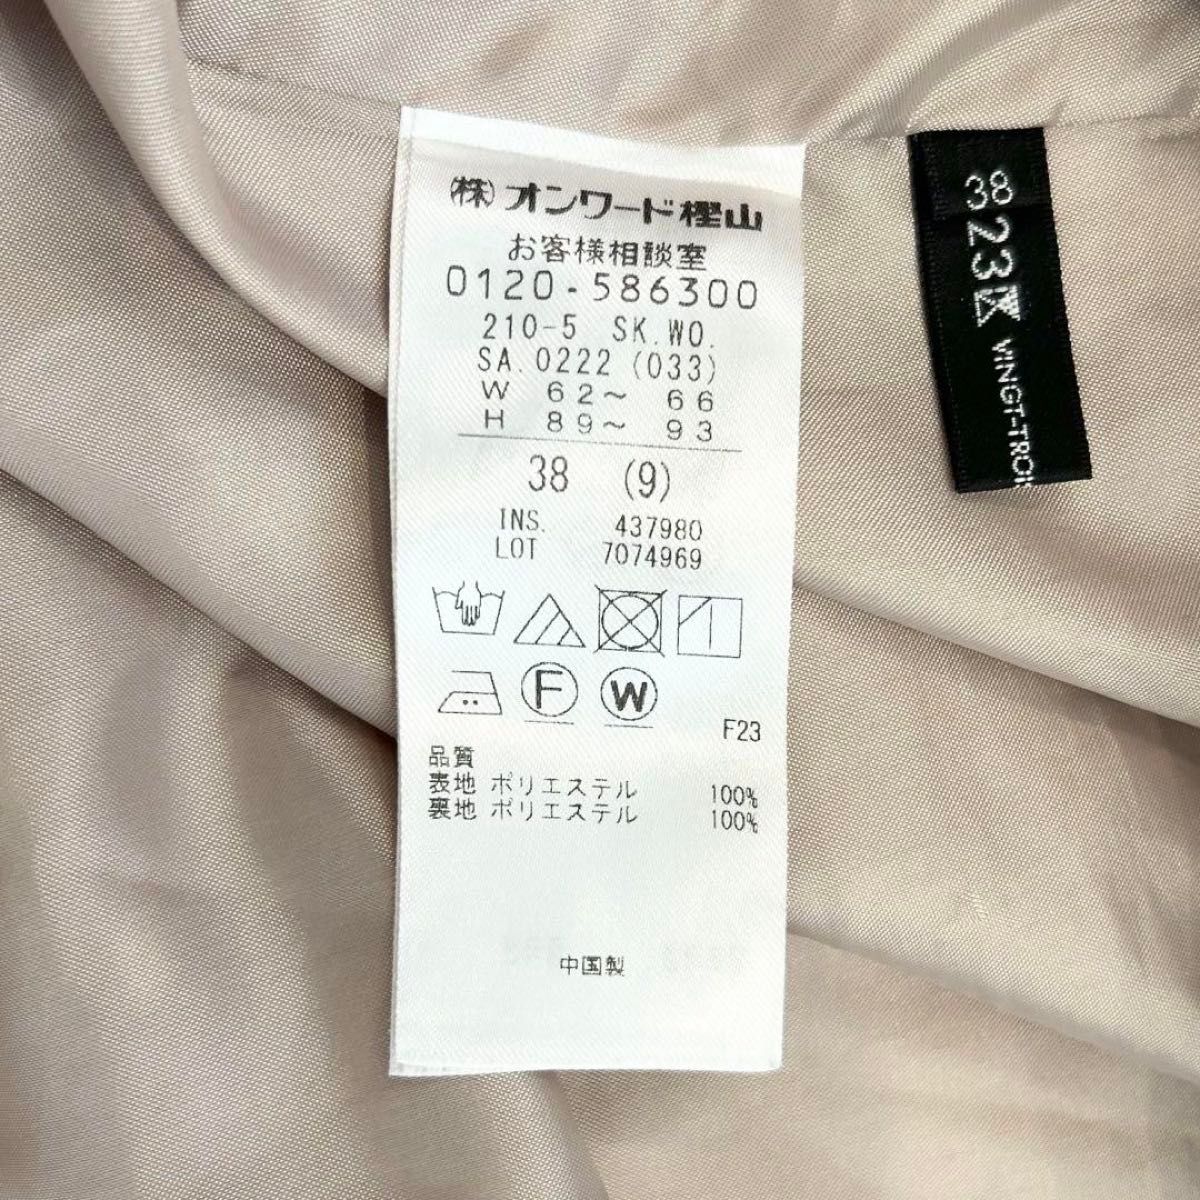 (株)オンワード樫山
お客様相談室
0120-586300
210-5 SK.WO.
SA.0222 (033)
W 62～ 66
H 89～ 93
38 (9)
INS. 437980
LOT 7074969
F W
F23
品質
表地 ポリエステル 100%
裏地 ポリエステル 100%
中国製
38
23区
VINGT-TROI